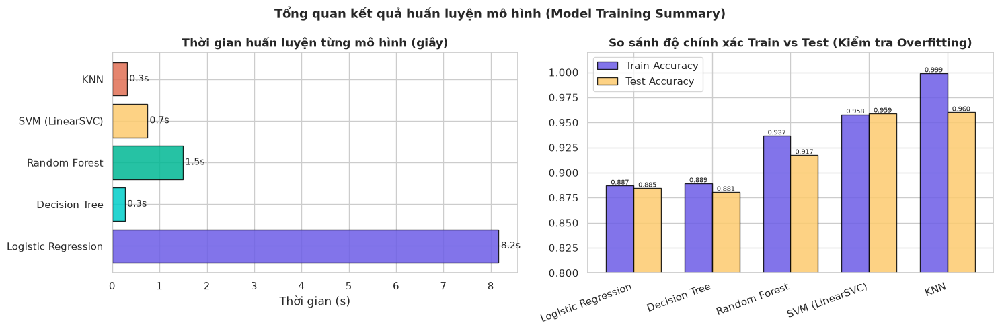 Tổng quan kết quả huấn luyện mô hình (Model Training Summary)
Thời gian huấn luyện từng mô hình (giây)
KNN
0.3s
SVM (LinearSVC)
0.7s
Random Forest
1.5s
Decision Tree
0.3s
Logistic Regression
8.2s
0 1 2 3 4 5 6 7 8
Thời gian (s)
So sánh độ chính xác Train vs Test (Kiểm tra Overfitting)
Train Accuracy
Test Accuracy
1.000
0.975
0.950
0.925
0.900
0.875
0.850
0.825
0.800
0.887 0.885
0.889 0.881
0.937 0.917
0.958 0.959
0.999 0.960
Logistic Regression
Decision Tree
Random Forest
SVM (LinearSVC)
KNN